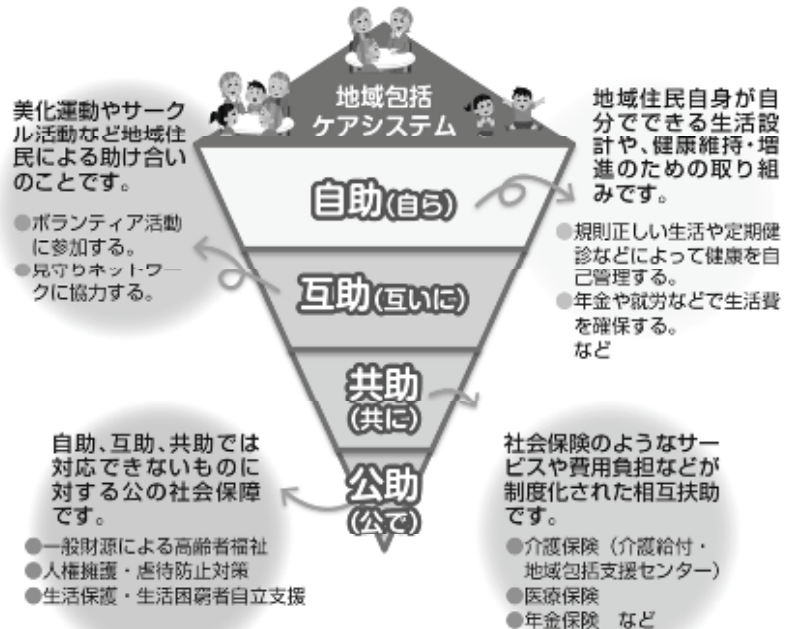 地域包括
ケアシステム
美化運動やサーク
ル活動など地域住
民による助け合い
のことです。
●ボランティア活動
に参加する。
●見守りネットワー
クに協力する。
地域住民自身が自
分でできる生活設
計や、健康維持・増
進のための取り組
みです。
●規則正しい生活や定期健
診などによって健康を自
己管理する。
●年金や就労などで生活費
を確保する。
など
自助(自ら)
互助(互いに)
共助
(共に)
公助
(公で)
自助、互助、共助では
対応できないものに
対する公の社会保障
です。
●一般財源による高齢者福祉
●人権擁護・虐待防止対策
●生活保護・生活困窮者自立支援
社会保険のようなサー
ビスや費用負担などが
制度化された相互扶助
です。
●介護保険(介護給付・
地域包括支援センター)
●医療保険
●年金保険 など